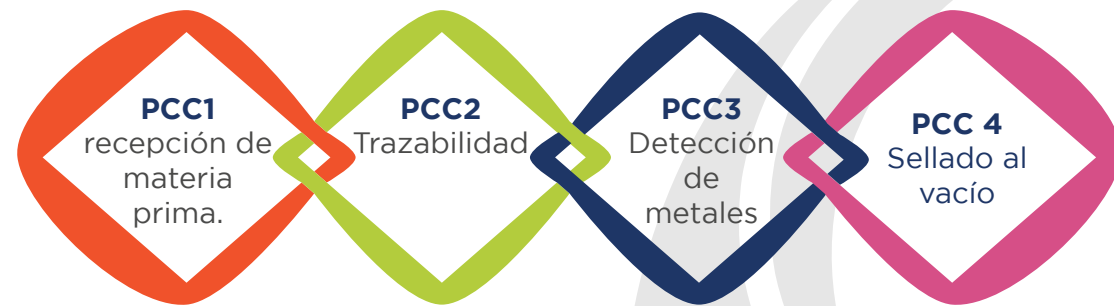 PCC1
recepción de
materia
prima.
PCC2
Trazabilidad
PCC3
Detección
de
metales
PCC 4
Sellado al
vacío